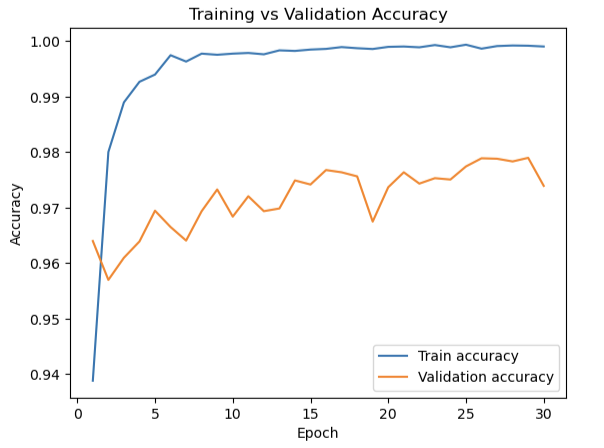 Training vs Validation Accuracy
Accuracy
1.00
0.99
0.98
0.97
0.96
0.95
0.94
Train accuracy
Validation accuracy
0 5 10 15 20 25 30
Epoch